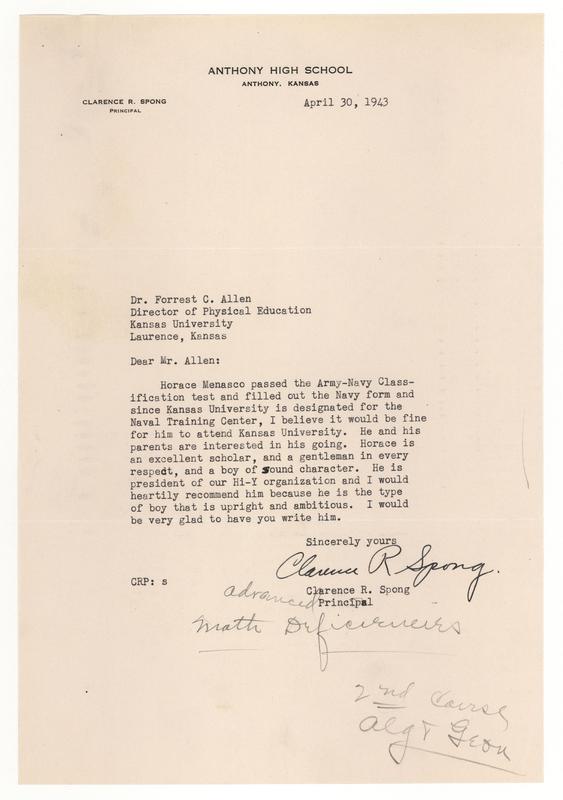 ANTHONY HIGH SCHOOL
ANTHONY, KANSAS
CLARENCE R. SPONG
PRINCIPAL
April 30, 1943
Dr. Forrest C. Allen
Director of Physical Education
Kansas University
Laurence, Kansas
Dear Mr. Allen:
Horace Menasco passed the Army-Navy Class-
ification test and filled out the Navy form and
since Kansas University is designated for the
Naval Training Center, I believe it would be fine
for him to attend Kansas University. He and his
parents are interested in his going. Horace is
an excellent scholar, and a gentleman in every
respect, and a boy of sound character. He is
president of our Hi-Y organization and I would
heartily recommend him because he is the type
of boy that is upright and ambitious. I would
be very glad to have you write him.
Sincerely yours
Clarence R Spong.
CRP: s
Clarence R. Spong
Principal
advanced
Math Deficiencies
2nd Course
Alg & Geom